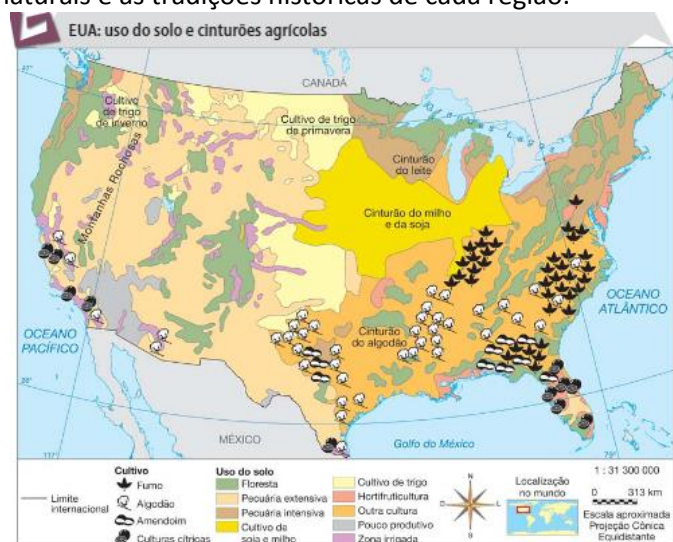 naturais e as tradições históricas de cada região.
EUA: uso do solo e cinturões agrícolas
CANADÁ
Cultivo
de trigo
de inverno
Cultivo de trigo
de primavera
Grandes Lagos
Montanhas Rochosas
Cinturão
do leite
Cinturão do milho
e da soja
OCEANO
ATLÂNTICO
OCEANO
PACÍFICO
Cinturão
do algodão
MÉXICO
Golfo do México
Limite
internacional
Cultivo
Fumo
Algodão
Amendoim
Culturas cítricas
Uso do solo
Floresta
Pecuária extensiva
Pecuária intensiva
Cultivo de
soja e milho
Cultivo de trigo
Hortifruticultura
Outra cultura
Pouco produtivo
Zona irrigada
N
O
L
S
Localização
no mundo
1 : 31 300 000
0 313 km
Escala aproximada
Projeção Cônica
Equidistante